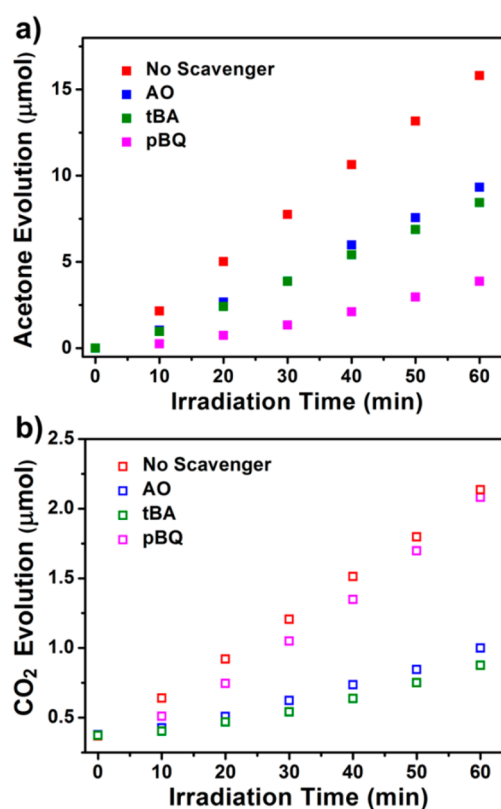 a)
Acetone Evolution (μmol)
15
10
5
0
No Scavenger
AO
tBA
pBQ
0 10 20 30 40 50 60
Irradiation Time (min)
b)
CO₂ Evolution (μmol)
2.5
2.0
1.5
1.0
0.5
No Scavenger
AO
tBA
pBQ
0 10 20 30 40 50 60
Irradiation Time (min)